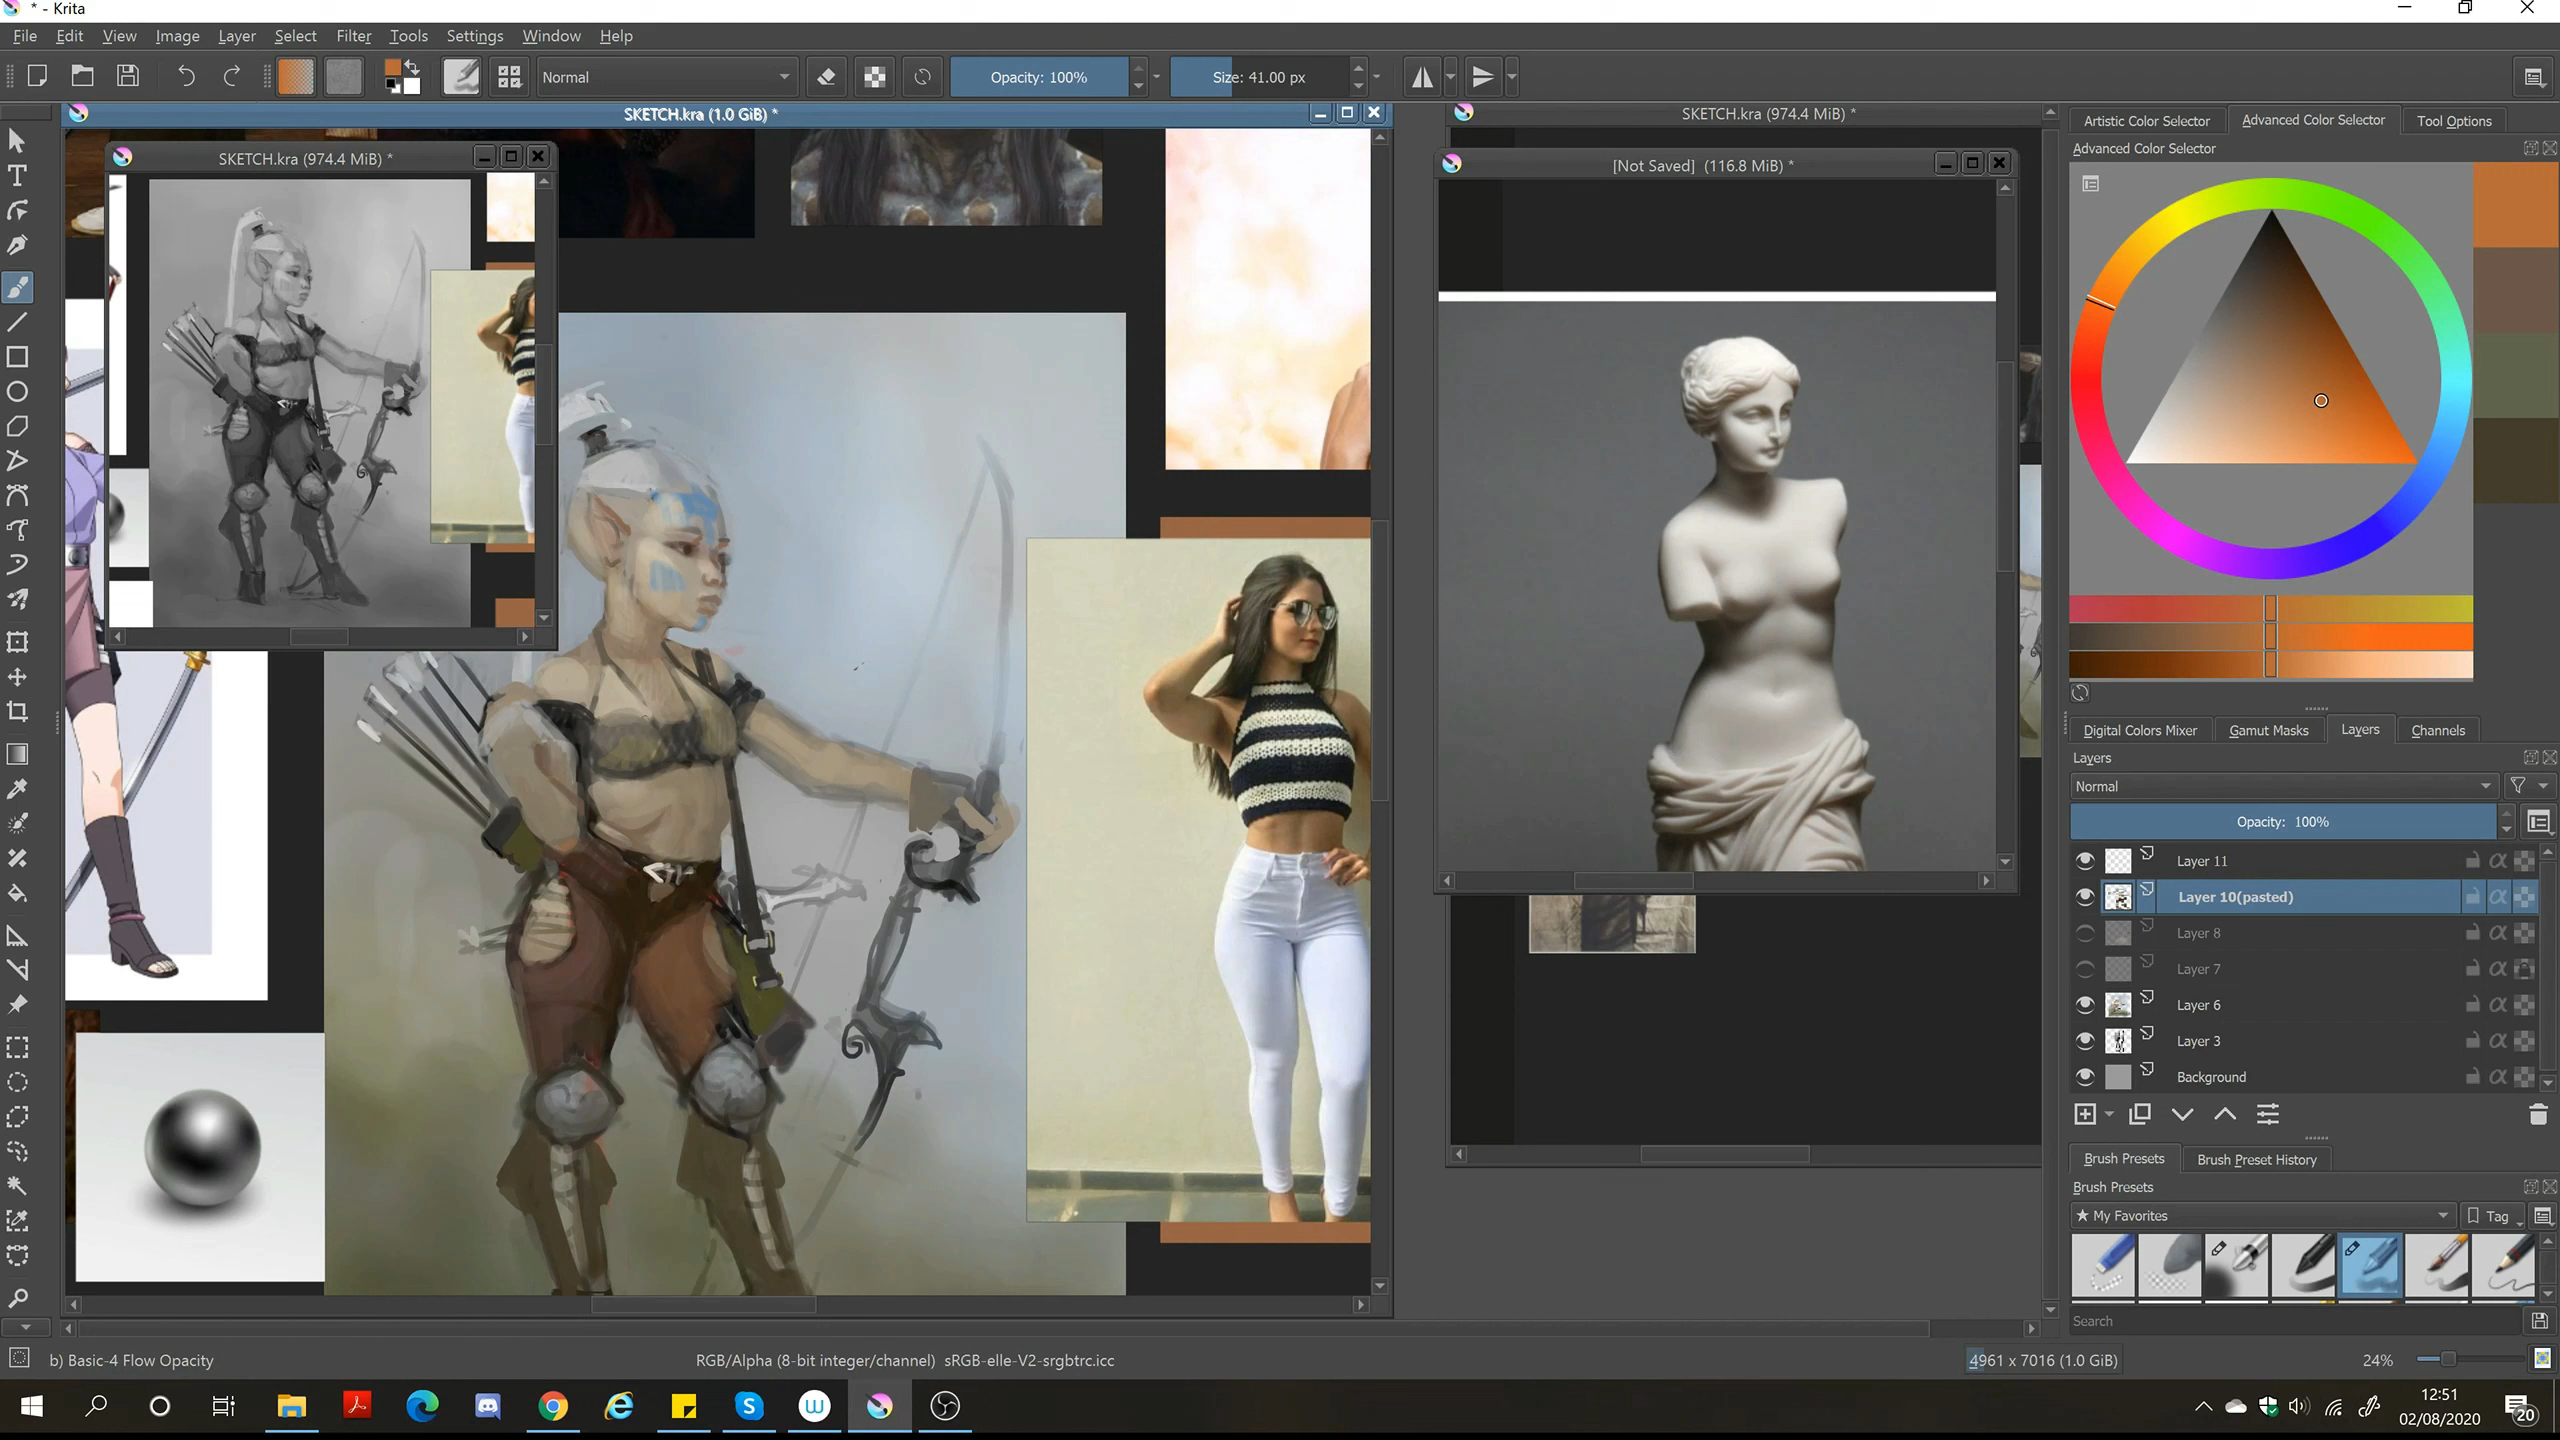 * - Krita
File Edit View Image Layer Select Filter Tools Settings Window Help
Normal
Opacity: 100%
Size: 41.00 px
SKETCH.kra (1.0 GiB) *
SKETCH.kra (974.4 MiB) *
SKETCH.kra (974.4 MiB) *
[Not Saved] (116.8 MiB) *
Artistic Color Selector
Advanced Color Selector
Tool Options
Advanced Color Selector
Digital Colors Mixer
Gamut Masks
Layers
Channels
Layers
Normal
Opacity: 100%
Layer 11
Layer 10(pasted)
Layer 8
Layer 7
Layer 6
Layer 3
Background
Brush Presets
Brush Preset History
Brush Presets
★ My Favorites
Tag
Search
b) Basic-4 Flow Opacity
RGB/Alpha (8-bit integer/channel) sRGB-elle-V2-srgbtrc.icc
4961 x 7016 (1.0 GiB)
24%
12:51
02/08/2020
20